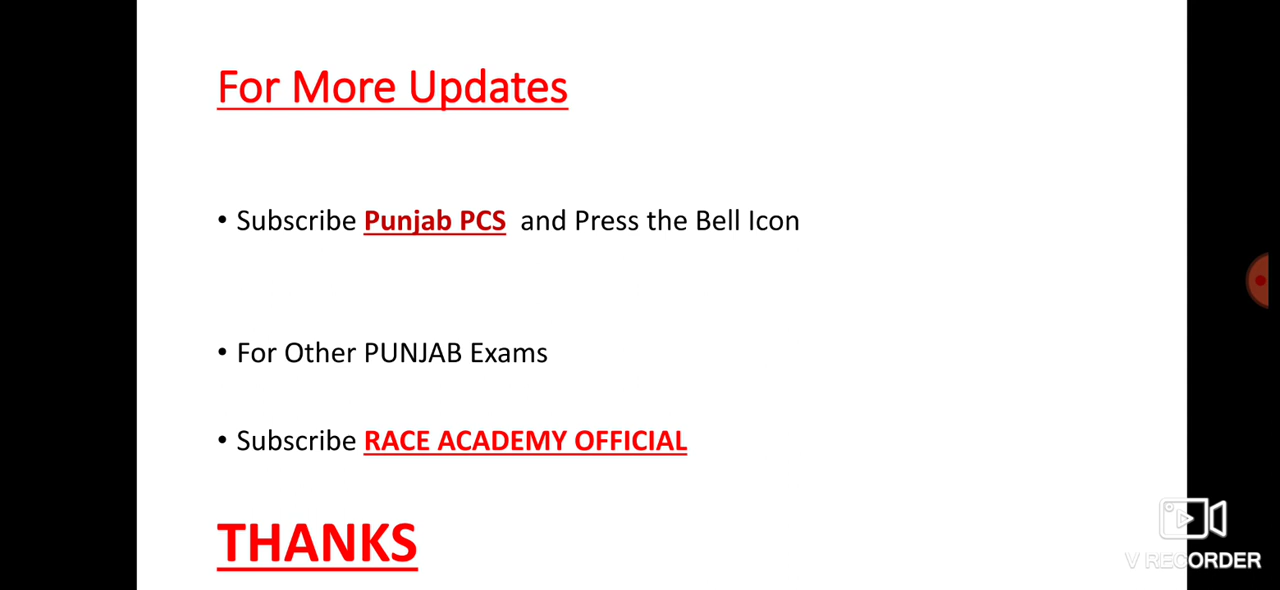 For More Updates
• Subscribe Punjab PCS and Press the Bell Icon
• For Other PUNJAB Exams
• Subscribe RACE ACADEMY OFFICIAL
THANKS
V RECORDER